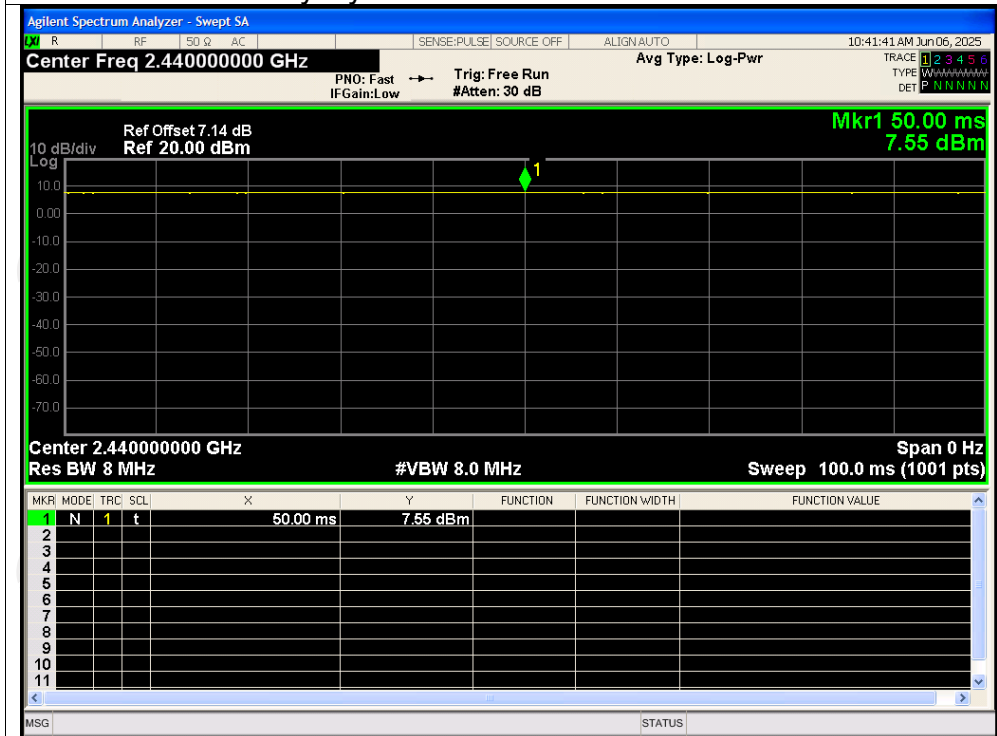 Agilent Spectrum Analyzer - Swept SA
LXI R RF 50 Ω AC SENSE:PULSE SOURCE OFF ALIGN AUTO 10:41:41 AM Jun 06, 2025
Center Freq 2.440000000 GHz Avg Type: Log-Pwr TRACE 1 2 3 4 5 6
PNO: Fast Trig: Free Run TYPE WWWWWW
IFGain:Low #Atten: 30 dB DET P N N N N N
Mkr1 50.00 ms
Ref Offset 7.14 dB 7.55 dBm
10 dB/div Ref 20.00 dBm
Log
1
10.0
0.00
-10.0
-20.0
-30.0
-40.0
-50.0
-60.0
-70.0
Center 2.440000000 GHz Span 0 Hz
Res BW 8 MHz #VBW 8.0 MHz Sweep 100.0 ms (1001 pts)
MKR MODE TRC SCL X Y FUNCTION FUNCTION WIDTH FUNCTION VALUE
1 N 1 t 50.00 ms 7.55 dBm
2
3
4
5
6
7
8
9
10
11
MSG STATUS